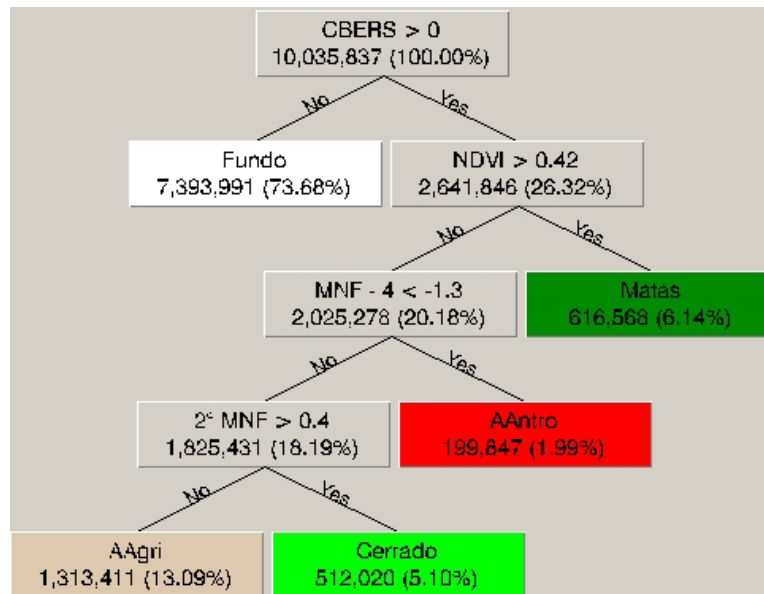 CBERS > 0
10,035,837 (100.00%)
No
Yes
Fundo
7,393,991 (73.68%)
NDVI > 0.42
2,641,846 (26.32%)
No
Yes
MNF - 4 < -1.3
2,025,278 (20.18%)
Matas
616,568 (6.14%)
No
Yes
2ª MNF > 0.4
1,825,431 (18.19%)
AAntro
199,847 (1.99%)
No
Yes
AAgri
1,313,411 (13.09%)
Cerrado
512,020 (5.10%)